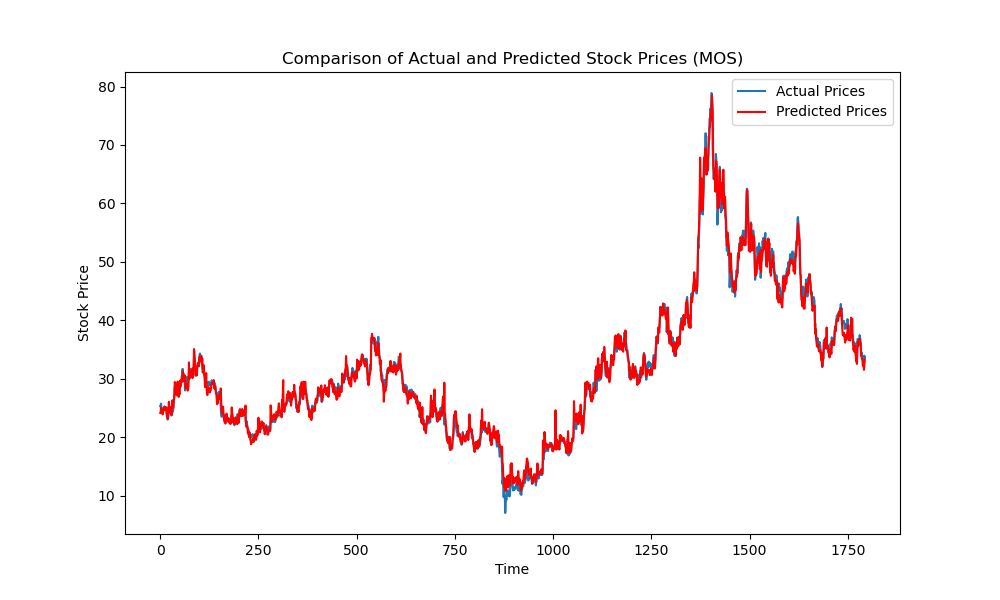 Comparison of Actual and Predicted Stock Prices (MOS)
Actual Prices
Predicted Prices
Stock Price
80
70
60
50
40
30
20
10
0 250 500 750 1000 1250 1500 1750
Time